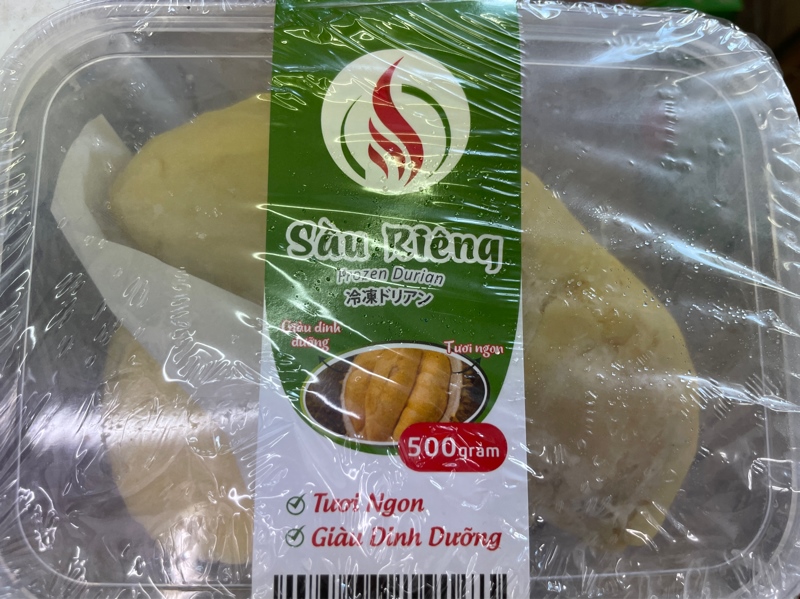 Sàu Riêng
Frozen Durian
冷凍ドリアン
Giàu dinh
dưỡng
Tươi ngon
500gram
Tươi Ngon
Giàu Dinh Dưỡng